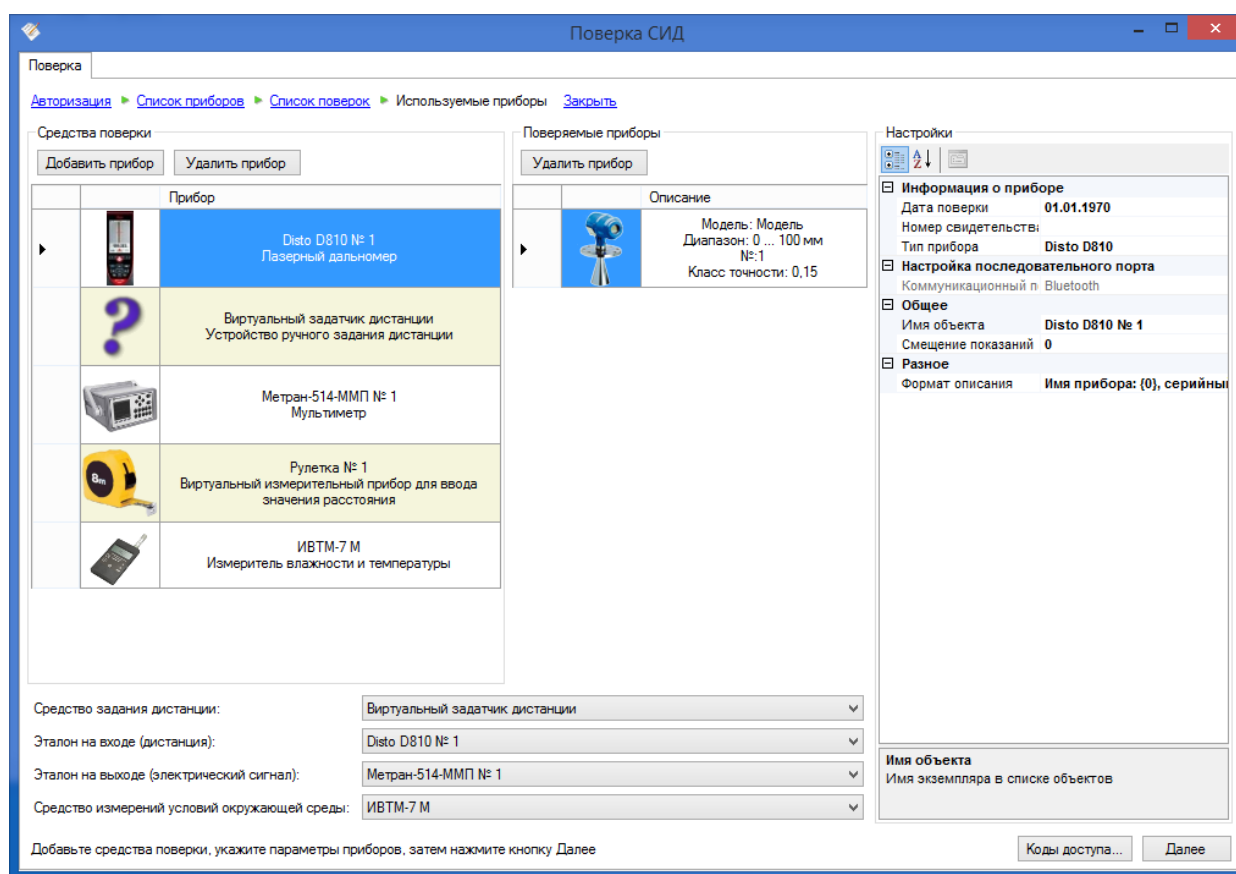 Поверка СИД
Поверка
Авторизация Список приборов Список поверок Используемые приборы Закрыть
Средства поверки
Добавить прибор Удалить прибор
Прибор
Disto D810 № 1
Лазерный дальномер
Виртуальный задатчик дистанции
Устройство ручного задания дистанции
Метран-514-ММП № 1
Мультиметр
8m
Рулетка № 1
Виртуальный измерительный прибор для ввода
значения расстояния
ИВТМ-7 М
Измеритель влажности и температуры
Поверяемые приборы
Удалить прибор
Описание
Модель: Модель
Диапазон: 0 ... 100 мм
№:1
Класс точности: 0,15
Настройки
Информация о приборе
Дата поверки 01.01.1970
Номер свидетельства
Тип прибора Disto D810
Настройка последовательного порта
Коммуникационный п Bluetooth
Общее
Имя объекта Disto D810 № 1
Смещение показаний 0
Разное
Формат описания Имя прибора: {0}, серийны
Имя объекта
Имя экземпляра в списке объектов
Средство задания дистанции: Виртуальный задатчик дистанции
Эталон на входе (дистанция): Disto D810 № 1
Эталон на выходе (электрический сигнал): Метран-514-ММП № 1
Средство измерений условий окружающей среды: ИВТМ-7 М
Добавьте средства поверки, укажите параметры приборов, затем нажмите кнопку Далее
Коды доступа... Далее